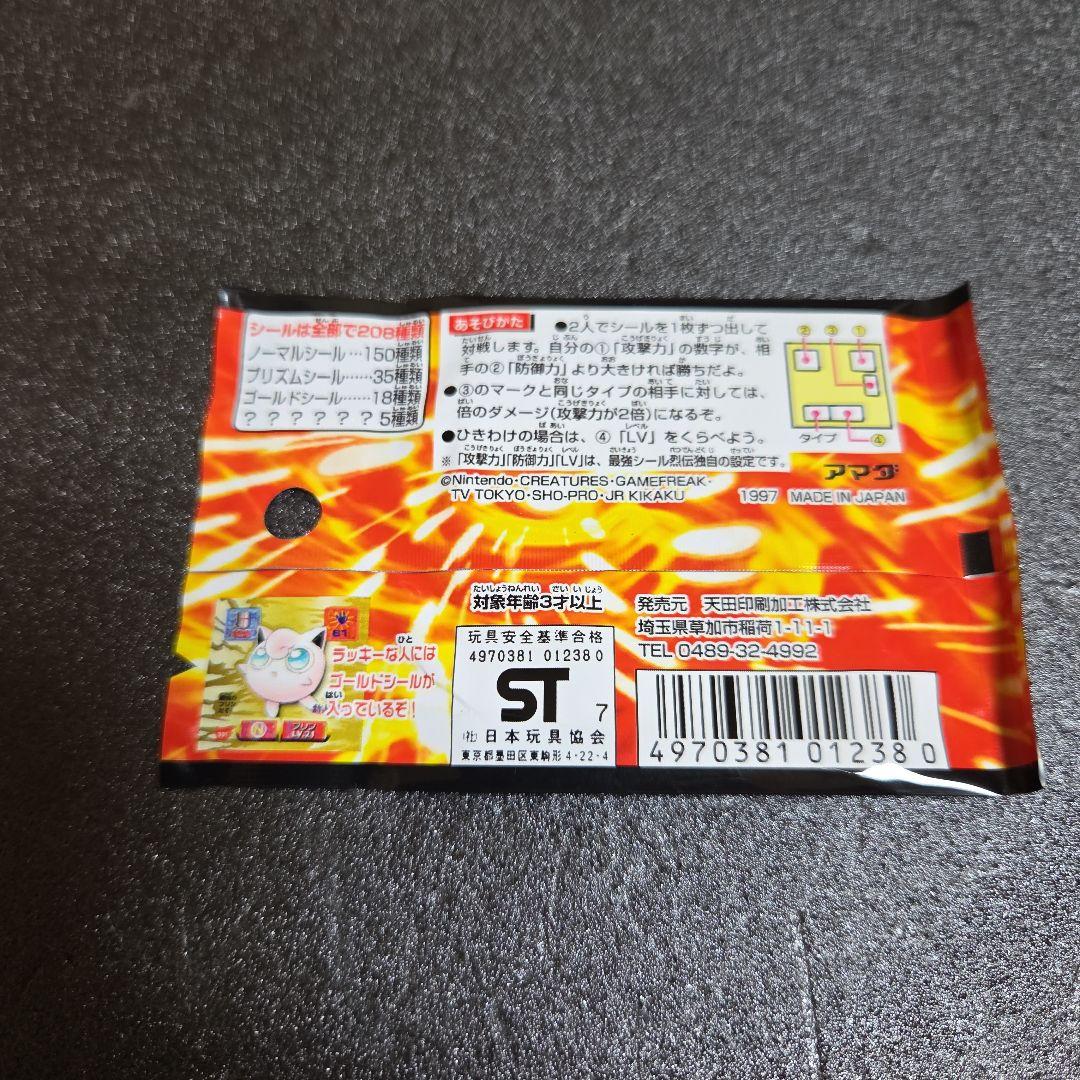 シールは全部で208種類
ノーマルシール…150種類
プリズムシール……35種類
ゴールドシール……18種類
? ? ? ? ? ? 5種類
あそびかた
●2人でシールを1枚ずつ出して
対戦します。自分の①「攻撃力」の数字が、相
手の②「防御力」より大きければ勝ちだよ。
●③のマークと同じタイプの相手に対しては、
倍のダメージ(攻撃力が2倍)になるぞ。
●ひきわけの場合は、④「LV」をくらべよう。
※「攻撃力」「防御力」「LV」は、最強シール烈伝独自の設定です。
② ③ ①
タイプ ④
アマダ
©Nintendo・CREATURES・GAMEFREAK・
TV TOKYO・SHO-PRO・JR KIKAKU
1997 MADE IN JAPAN
61
ラッキーな人には
ゴールドシールが
入っているぞ!
プリン
対象年齢3才以上
玩具安全基準合格
4970381 012380
ST 7
(社)日本玩具協会
東京都墨田区東駒形4-22-4
発売元 天田印刷加工株式会社
埼玉県草加市稲荷1-11-1
TEL 0489-32-4992
4970381 012380